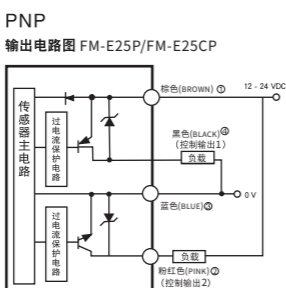 PNP
输出电路图 FM-E25P/FM-E25CP
传感器主电路
过电流保护电路
棕色(BROWN) ①
12 - 24 VDC
黑色(BLACK)④
(控制输出1)
负载
0 V
蓝色(BLUE)③
过电流保护电路
负载
粉红色(PINK)②
(控制输出2)